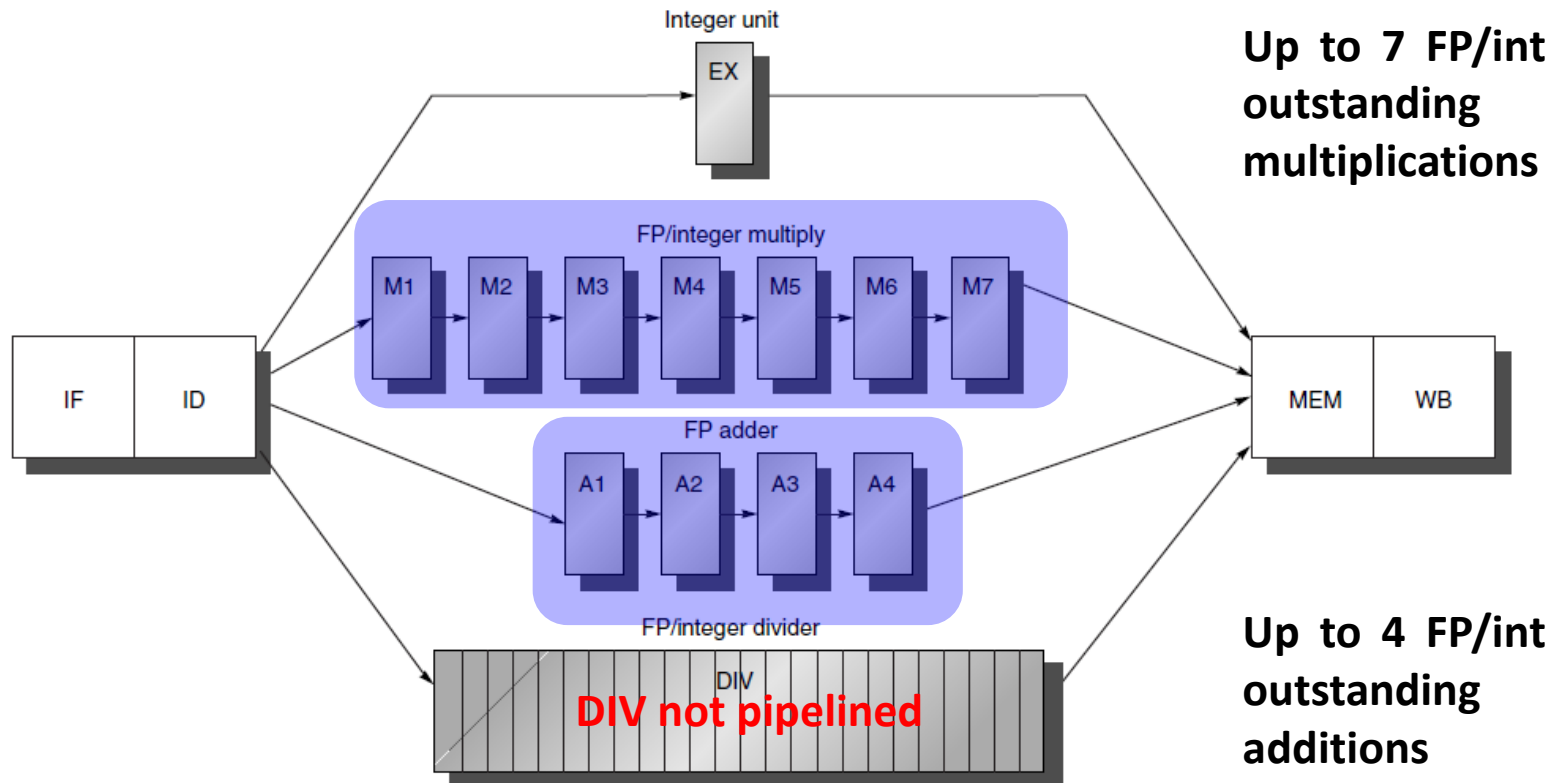 Integer unit
EX
Up to 7 FP/int
outstanding
multiplications
FP/integer multiply
M1 M2 M3 M4 M5 M6 M7
IF ID
MEM WB
FP adder
A1 A2 A3 A4
FP/integer divider
DIV
DIV not pipelined
Up to 4 FP/int
outstanding
additions